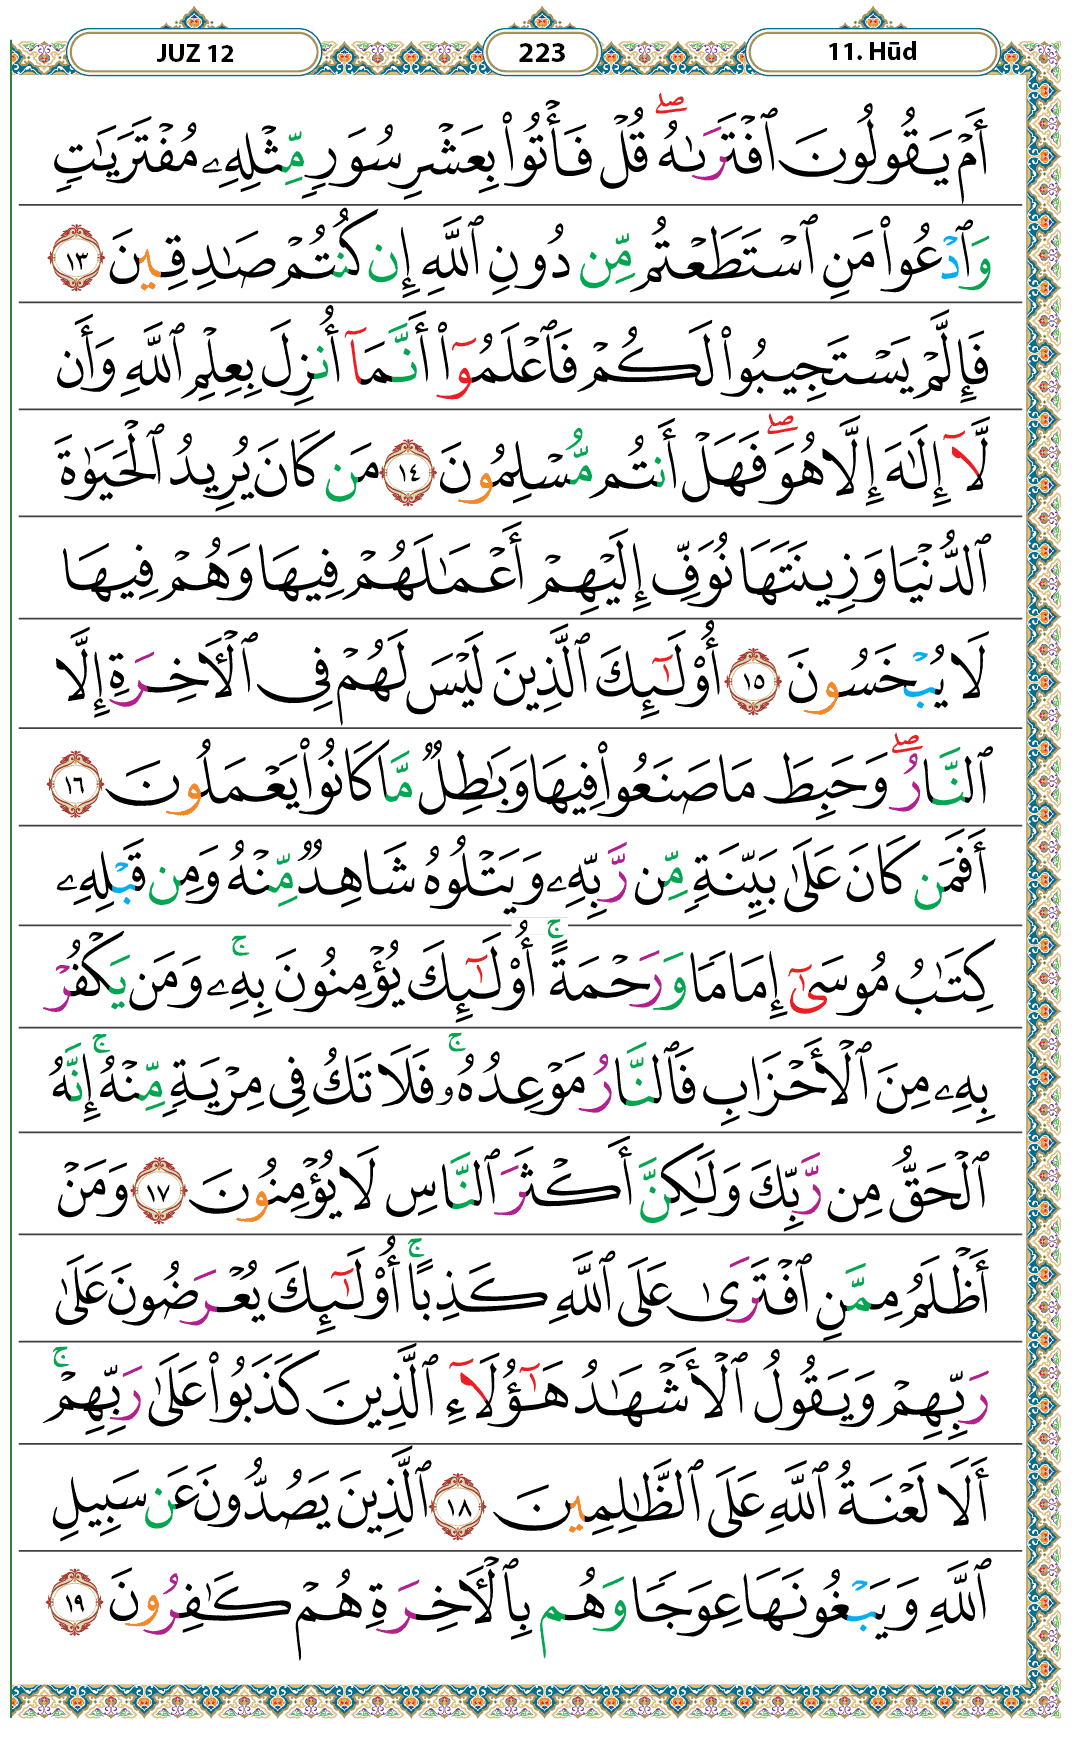 JUZ 12 223 11. Hūd
أَمْ يَقُولُونَ ٱفْتَرَىٰهُ ۖ قُلْ فَأْتُوا۟ بِعَشْرِ سُوَرٍ مِّثْلِهِۦ مُفْتَرَيَـٰتٍ
وَٱدْعُوا۟ مَنِ ٱسْتَطَعْتُم مِّن دُونِ ٱللَّهِ إِن كُنتُمْ صَـٰدِقِينَ ١٣
فَإِلَّمْ يَسْتَجِيبُوا۟ لَكُمْ فَٱعْلَمُوٓا۟ أَنَّمَآ أُنزِلَ بِعِلْمِ ٱللَّهِ وَأَن
لَّآ إِلَـٰهَ إِلَّا هُوَ ۖ فَهَلْ أَنتُم مُّسْلِمُونَ ١٤ مَن كَانَ يُرِيدُ ٱلْحَيَوٰةَ
ٱلدُّنْيَا وَزِينَتَهَا نُوَفِّ إِلَيْهِمْ أَعْمَـٰلَهُمْ فِيهَا وَهُمْ فِيهَا
لَا يُبْخَسُونَ ١٥ أُو۟لَـٰٓئِكَ ٱلَّذِينَ لَيْسَ لَهُمْ فِى ٱلْـَٔاخِرَةِ إِلَّا
ٱلنَّارُ ۖ وَحَبِطَ مَا صَنَعُوا۟ فِيهَا وَبَـٰطِلٌ مَّا كَانُوا۟ يَعْمَلُونَ ١٦
أَفَمَن كَانَ عَلَىٰ بَيِّنَةٍ مِّن رَّبِّهِۦ وَيَتْلُوهُ شَاهِدٌ مِّنْهُ وَمِن قَبْلِهِۦ
كِتَـٰبُ مُوسَىٰٓ إِمَامًا وَرَحْمَةً ۚ أُو۟لَـٰٓئِكَ يُؤْمِنُونَ بِهِۦ ۚ وَمَن يَكْفُرْ
بِهِۦ مِنَ ٱلْأَحْزَابِ فَٱلنَّارُ مَوْعِدُهُۥ ۚ فَلَا تَكُ فِى مِرْيَةٍ مِّنْهُ ۚ إِنَّهُ
ٱلْحَقُّ مِن رَّبِّكَ وَلَـٰكِنَّ أَكْثَرَ ٱلنَّاسِ لَا يُؤْمِنُونَ ١٧ وَمَنْ
أَظْلَمُ مِمَّنِ ٱفْتَرَىٰ عَلَى ٱللَّهِ كَذِبًا ۚ أُو۟لَـٰٓئِكَ يُعْرَضُونَ عَلَىٰ
رَبِّهِمْ وَيَقُولُ ٱلْأَشْهَـٰدُ هَـٰٓؤُلَآءِ ٱلَّذِينَ كَذَبُوا۟ عَلَىٰ رَبِّهِمْ ۚ
أَلَا لَعْنَةُ ٱللَّهِ عَلَى ٱلظَّـٰلِمِينَ ١٨ ٱلَّذِينَ يَصُدُّونَ عَن سَبِيلِ
ٱللَّهِ وَيَبْغُونَهَا عِوَجًا وَهُم بِٱلْـَٔاخِرَةِ هُمْ كَـٰفِرُونَ ١٩